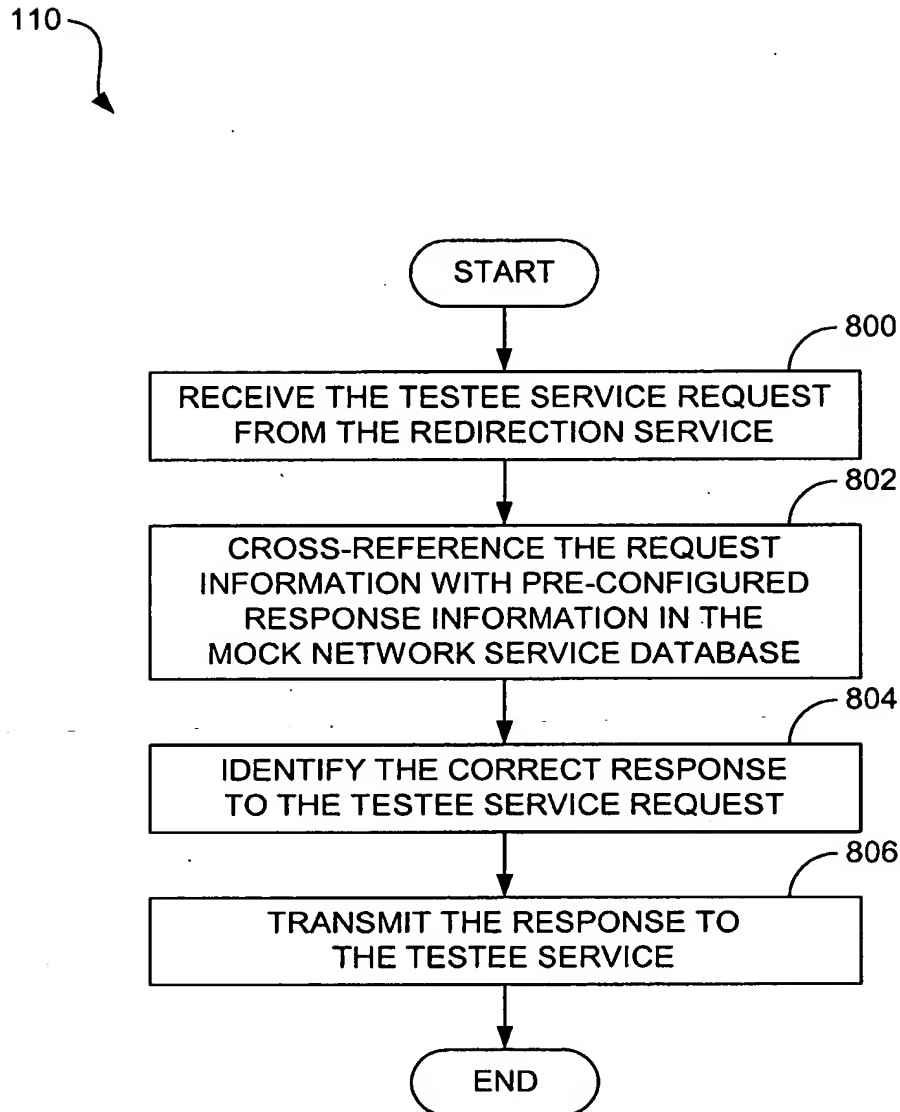 110
START
800
RECEIVE THE TESTEE SERVICE REQUEST
FROM THE REDIRECTION SERVICE
802
CROSS-REFERENCE THE REQUEST
INFORMATION WITH PRE-CONFIGURED
RESPONSE INFORMATION IN THE
MOCK NETWORK SERVICE DATABASE
804
IDENTIFY THE CORRECT RESPONSE
TO THE TESTEE SERVICE REQUEST
806
TRANSMIT THE RESPONSE TO
THE TESTEE SERVICE
END